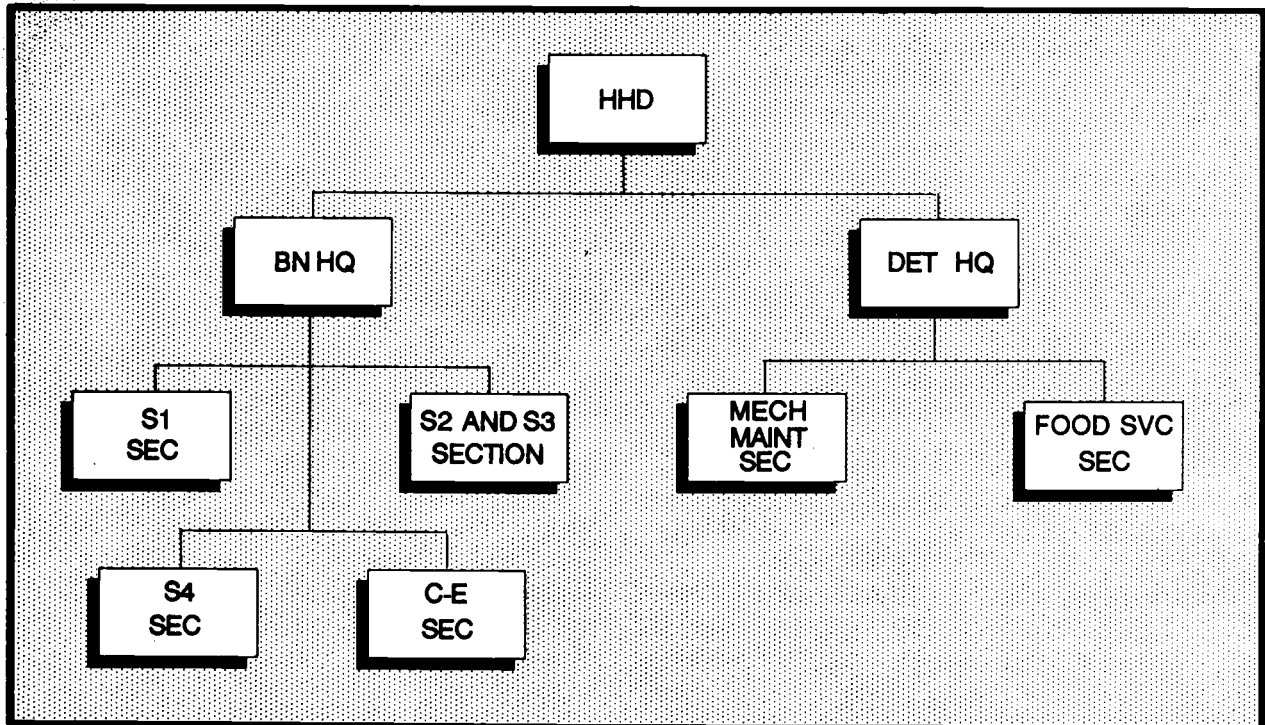 HHD
BN HQ
DET HQ
S1
SEC
S2 AND S3
SECTION
MECH
MAINT
SEC
FOOD SVC
SEC
S4
SEC
C-E
SEC